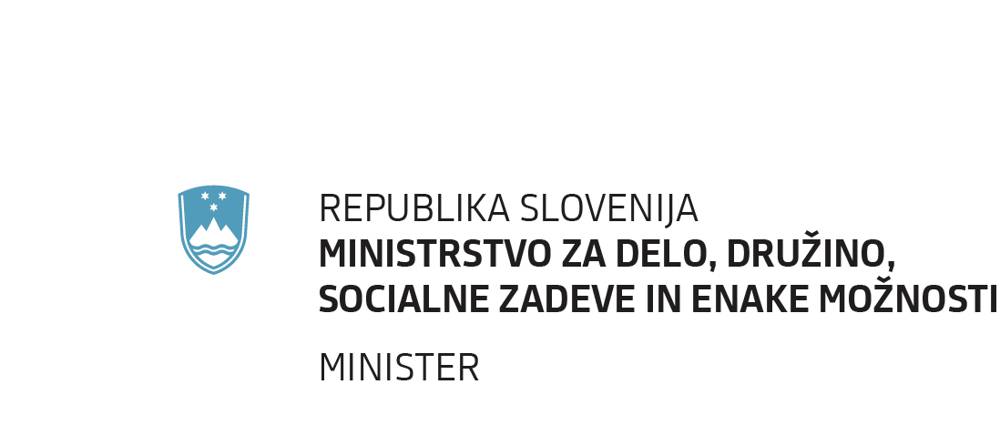 REPUBLIKA SLOVENIJA
MINISTRSTVO ZA DELO, DRUŽINO,
SOCIALNE ZADEVE IN ENAKE MOŽNOSTI
MINISTER